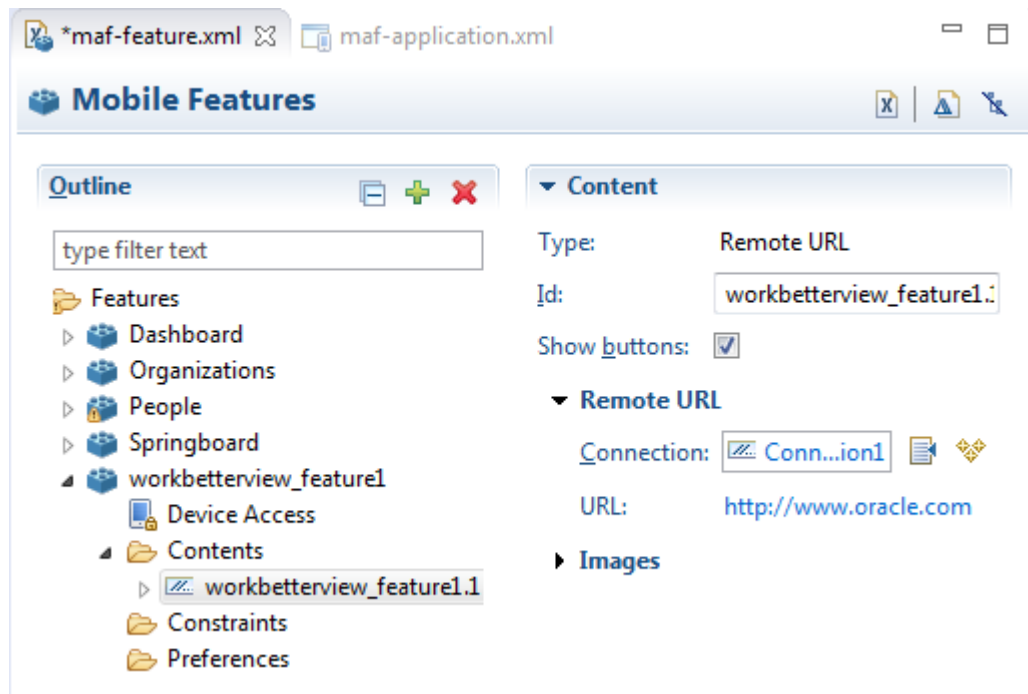 *maf-feature.xml maf-application.xml
Mobile Features
Outline
type filter text
Features
Dashboard
Organizations
People
Springboard
workbetterview_feature1
Device Access
Contents
workbetterview_feature1.1
Constraints
Preferences
Content
Type: Remote URL
Id: workbetterview_feature1.1
Show buttons:
Remote URL
Connection: Conn...ion1
URL: http://www.oracle.com
Images